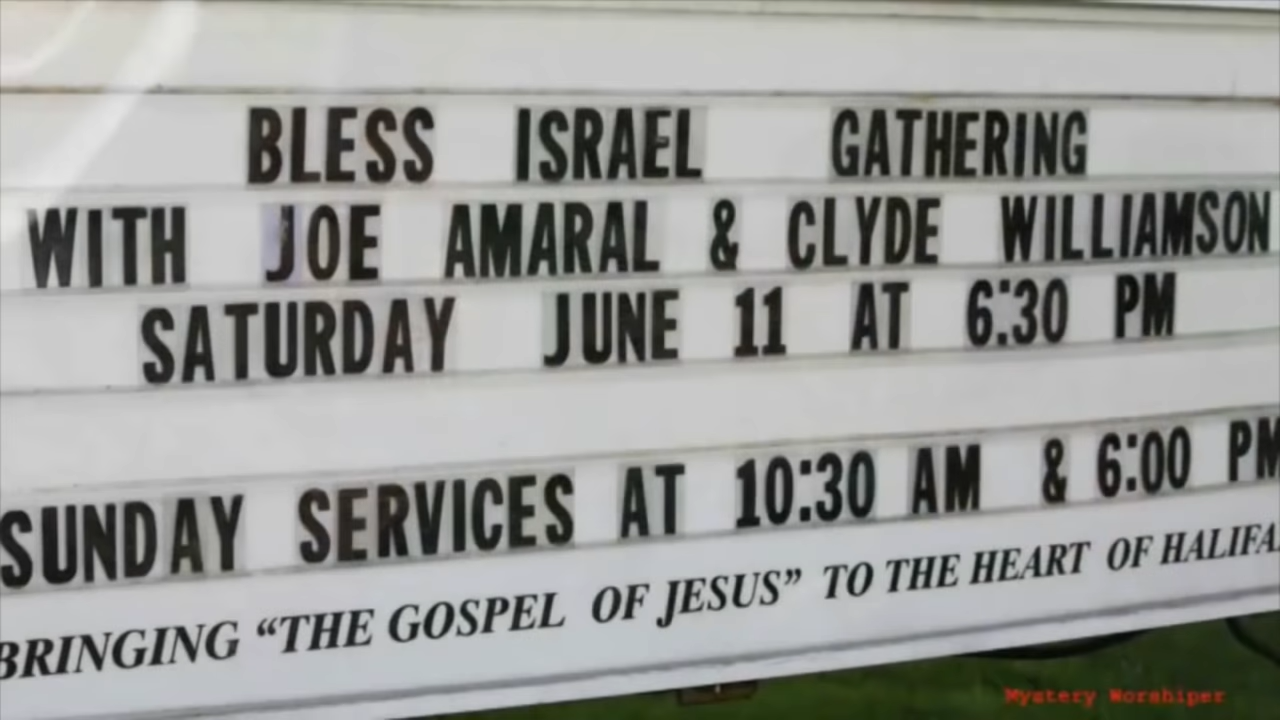 BLESS ISRAEL GATHERING
WITH JOE AMARAL & CLYDE WILLIAMSON
SATURDAY JUNE 11 AT 6:30 PM
SUNDAY SERVICES AT 10:30 AM & 6:00 PM
BRINGING “THE GOSPEL OF JESUS” TO THE HEART OF HALIFA
Mystery Worshiper